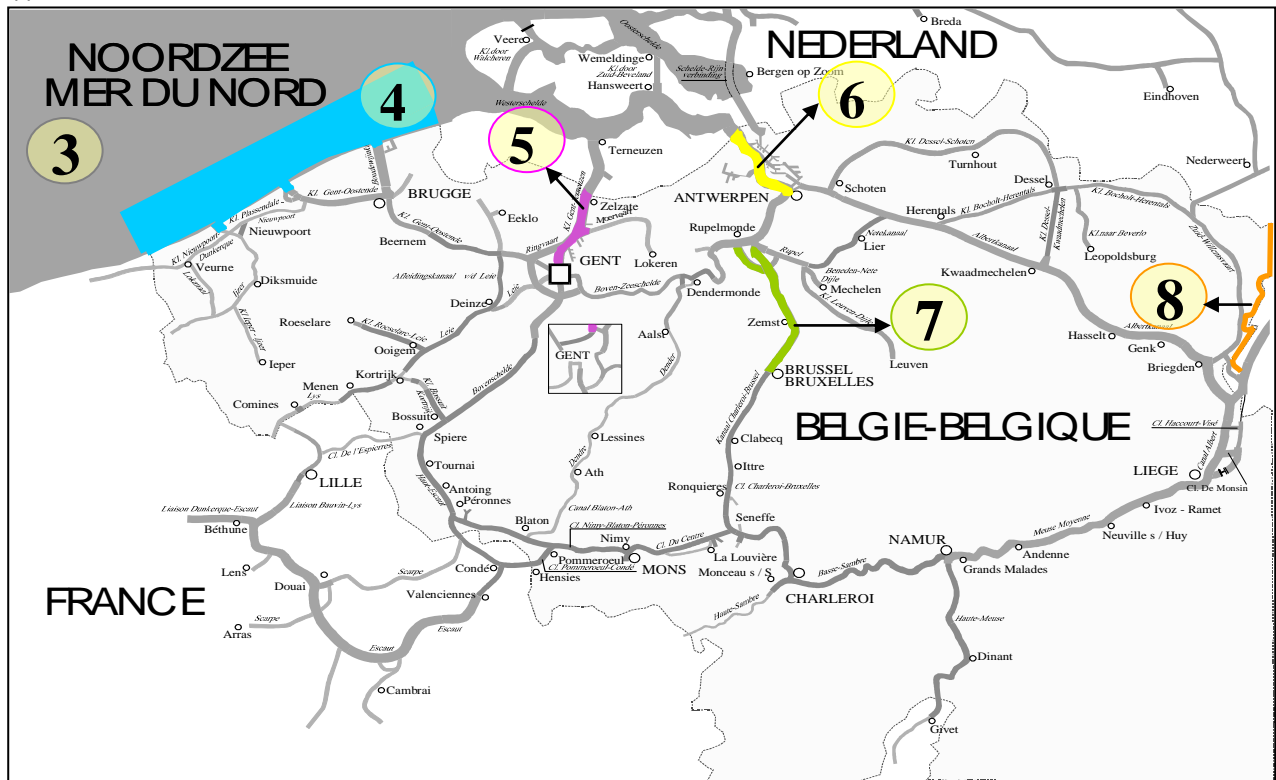 NOORDZEE
MER DU NORD
NEDERLAND
BELGIE-BELGIQUE
FRANCE
3
4
5
6
7
8
Veere
Kl. door
Walcheren
Wemeldinge
Kl. door
Zuid-Beveland
Hansweert
Oosterschelde
Schelde-Rijn
verbinding
Breda
Bergen op Zoom
Eindhoven
Westerschelde
Terneuzen
Nederweert
Kl. Dessel-Schoten
Turnhout
Dessel
Schoten
ANTWERPEN
Kl. Gent-Oostende
BRUGGE
Zelzate
Moervaart
Eeklo
Herentals
Kl. Bocholt-Herentals
Kl. Bocholt-Herentals
Kl. Plassendale-
Nieuwpoort
Nieuwpoort
Kl. Nieuwpoort-
Dunkerque
Beernem
Kl. Gent-Oostende
Ringvaart
GENT
Lokeren
Rupelmonde
Rupel
Netekanaal
Lier
Albertkanaal
Kl. Dessel-
Kwaadmechelen
Kl.naar Beverlo
Leopoldsburg
Zuid-Willemsvaart
Veurne
Lokanaal
Ijzer
Diksmuide
Afleidingskanaal v/d Leie
Leie
Boven-Zeeschelde
Dendermonde
Beneden-Nete
Dijle
Mechelen
Kl. Leuven-Dijle
Kwaadmechelen
Deinze
Roeselare
Kl. Roeselare-Leie
Leie
Ooigem
Kl Ieper-Ijzer
Ieper
GENT
Aalst
Dender
Zemst
Leuven
Hasselt
Albertkanaal
Genk
Briegden
Kortrijk
Menen
Lys
Comines
Kl. Bossuit-
Kortrijk
Bovenschelde
Bossuit
Spiere
BRUSSEL
BRUXELLES
Kanaal Charleroi-Brussel
Cl. De l'Espierres
Tournai
LILLE
Haut-Escaut
Antoing
Péronnes
Lessines
Dendre
Ath
Canal Blaton-Ath
Clabecq
Ittre
Ronquieres
Cl. Charleroi-Bruxelles
Cl. Haccourt-Visé
Canal Albert
LIEGE
Cl. De Monsin
Ivoz - Ramet
Liaison Dunkerque-Escaut
Liaison Bauvin-Lys
Béthune
Blaton
Cl. Nimy-Blaton-Péronnes
Nimy
Cl. Du Centre
Seneffe
La Louvière
Meuse Moyenne
Neuville s / Huy
NAMUR
Andenne
Grands Malades
Lens
Douai
Scarpe
Condé
Pommeroeul
Cl. Pommeroeul-Condé
Hensies
MONS
Monceau s / S
Basse-Sambre
CHARLEROI
Haute-Sambre
Valenciennes
Scarpe
Arras
Escaut
Escaut
Haute-Meuse
Dinant
Cambrai
Givet